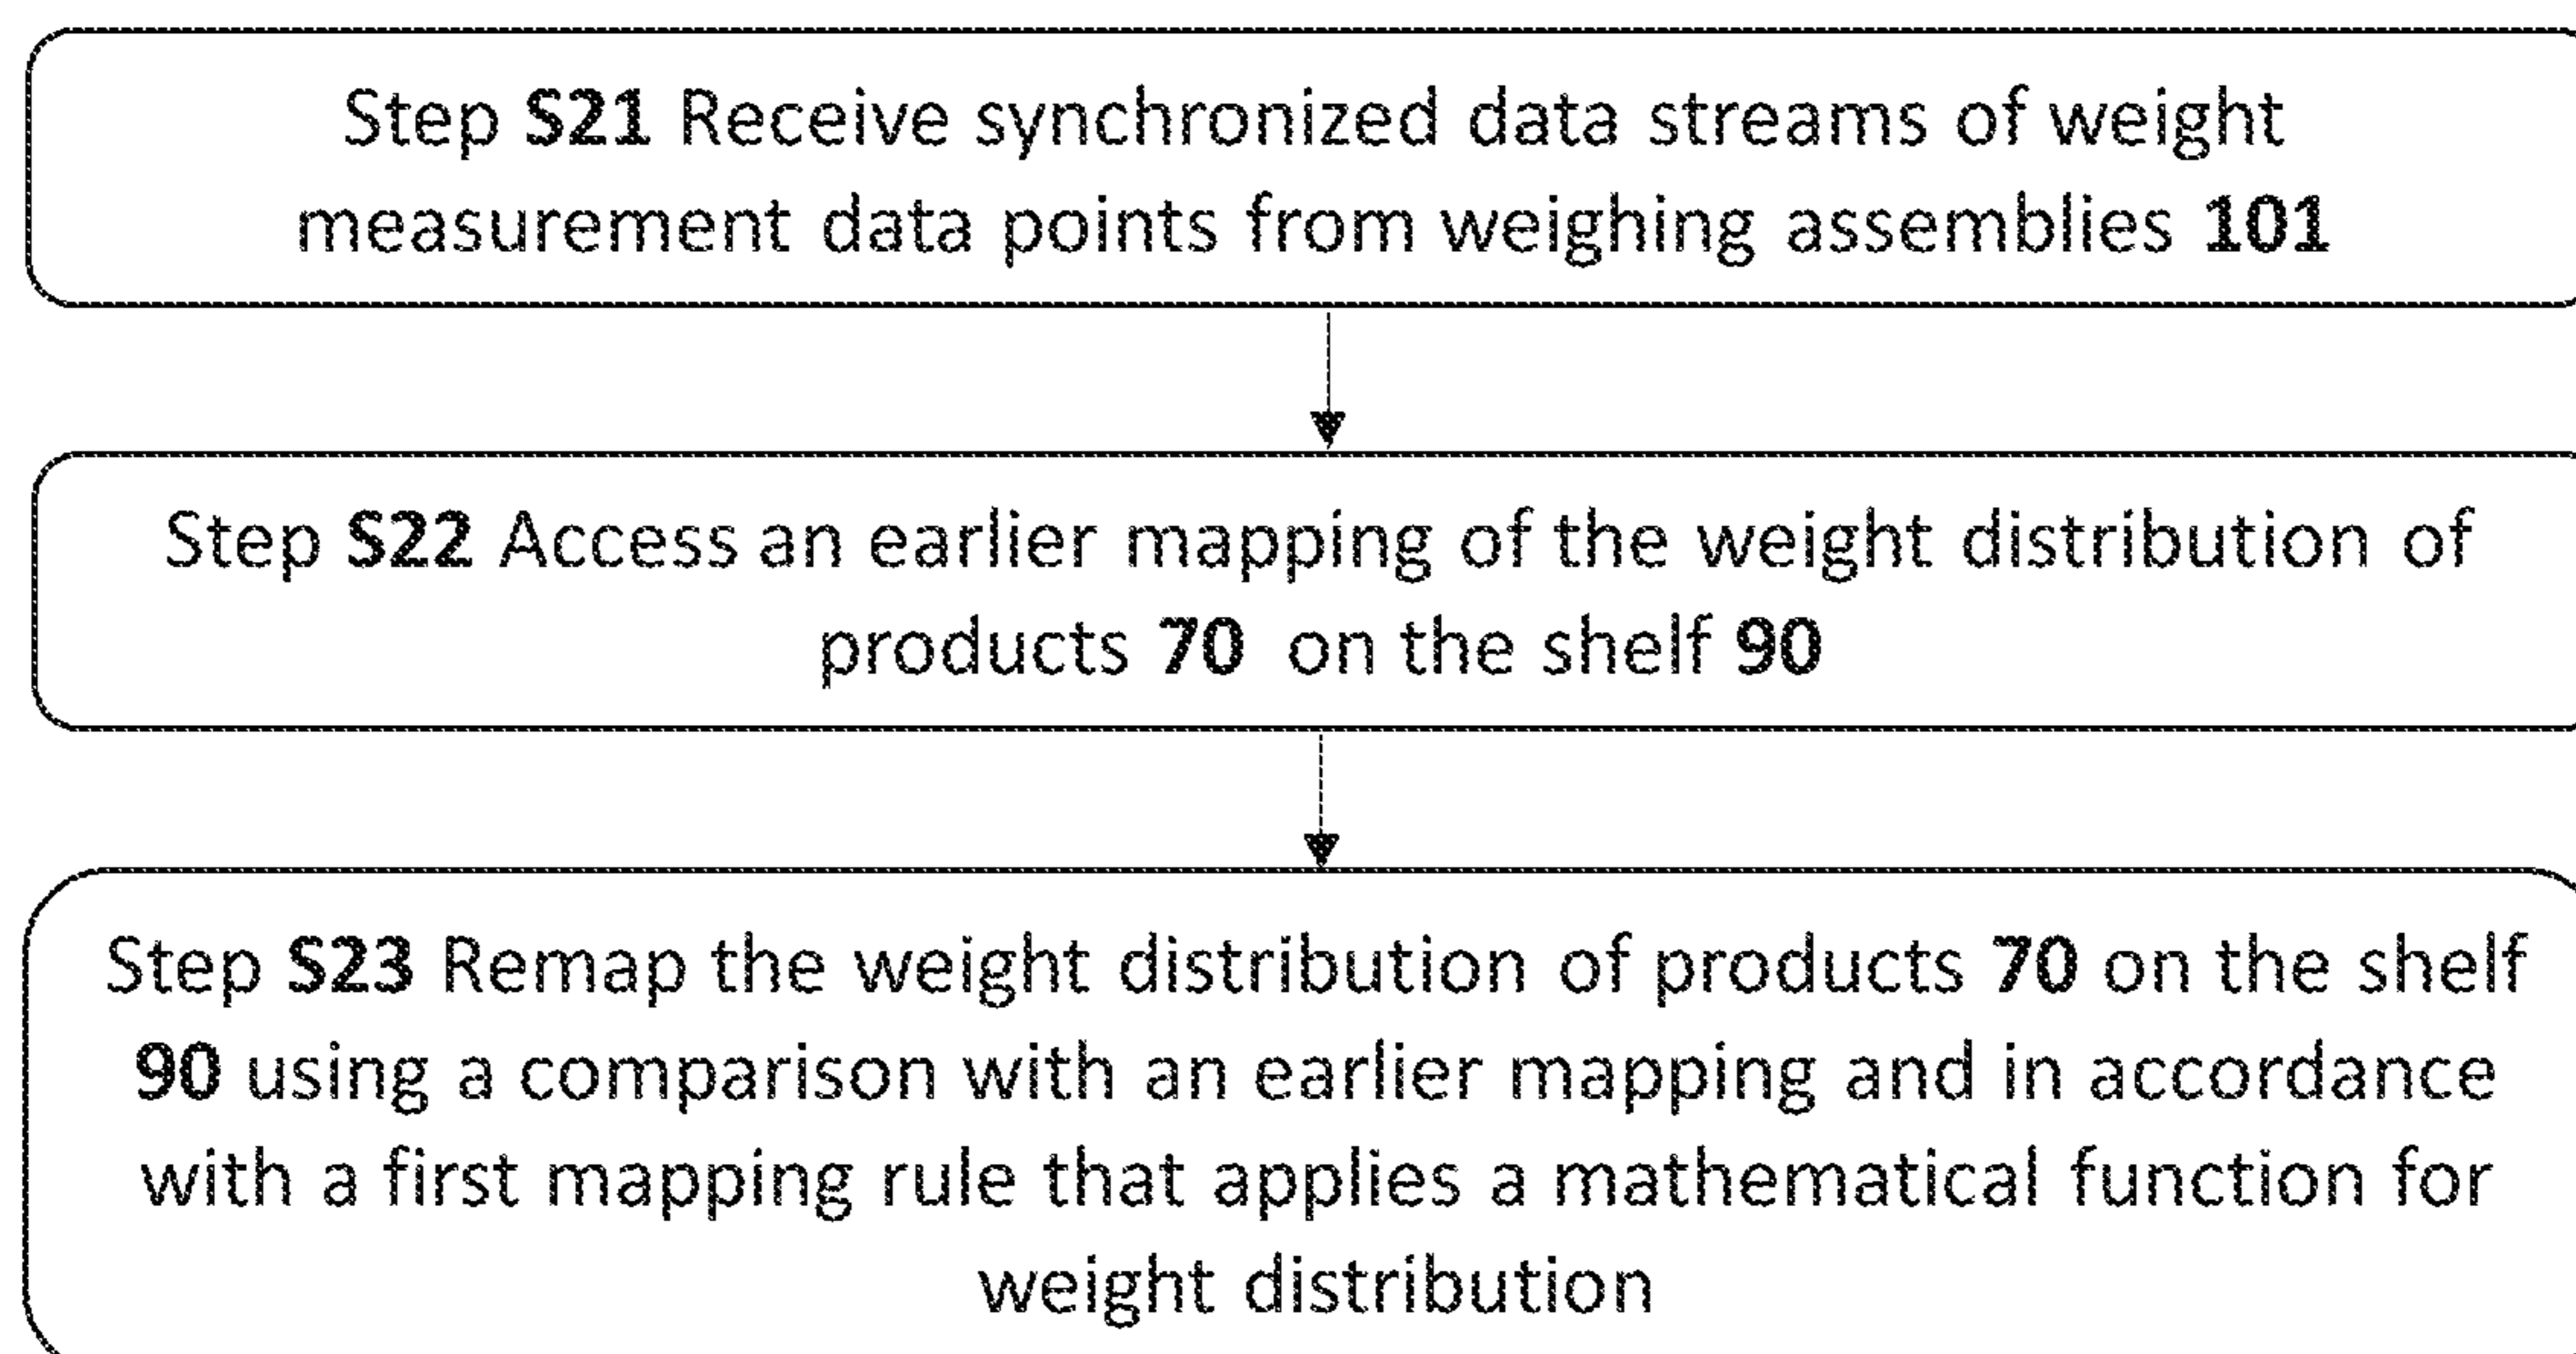 Step S21 Receive synchronized data streams of weight
measurement data points from weighing assemblies 101
Step S22 Access an earlier mapping of the weight distribution of
products 70 on the shelf 90
Step S23 Remap the weight distribution of products 70 on the shelf
90 using a comparison with an earlier mapping and in accordance
with a first mapping rule that applies a mathematical function for
weight distribution